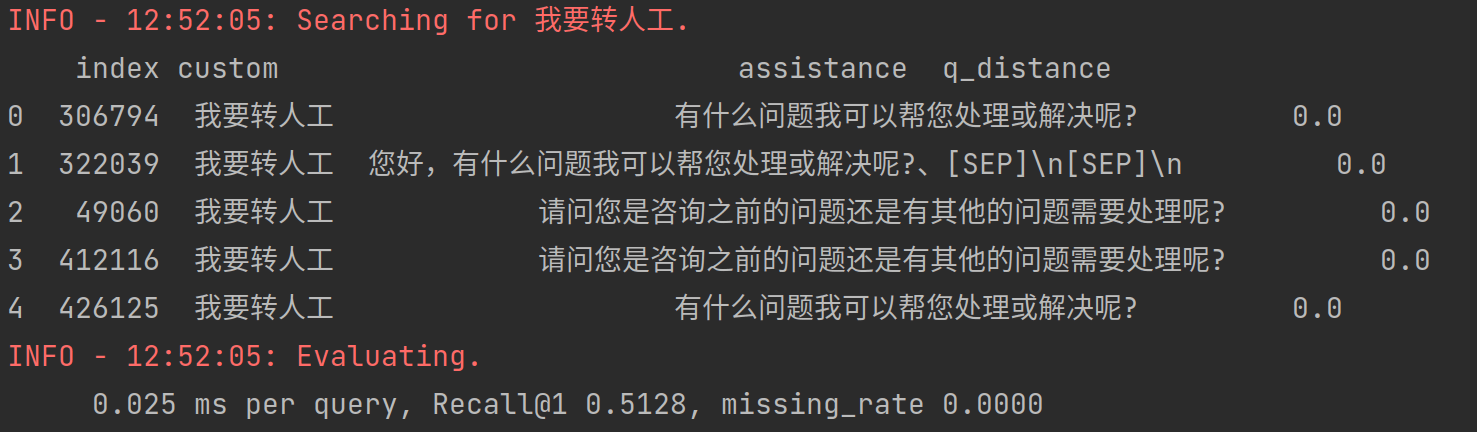 INFO - 12:52:05: Searching for 我要转人工.
index custom assistance q_distance
0 306794 我要转人工 有什么问题我可以帮您处理或解决呢? 0.0
1 322039 我要转人工 您好，有什么问题我可以帮您处理或解决呢?、[SEP]\n[SEP]\n 0.0
2 49060 我要转人工 请问您是咨询之前的问题还是有其他的问题需要处理呢? 0.0
3 412116 我要转人工 请问您是咨询之前的问题还是有其他的问题需要处理呢? 0.0
4 426125 我要转人工 有什么问题我可以帮您处理或解决呢? 0.0
INFO - 12:52:05: Evaluating.
0.025 ms per query, Recall@1 0.5128, missing_rate 0.0000